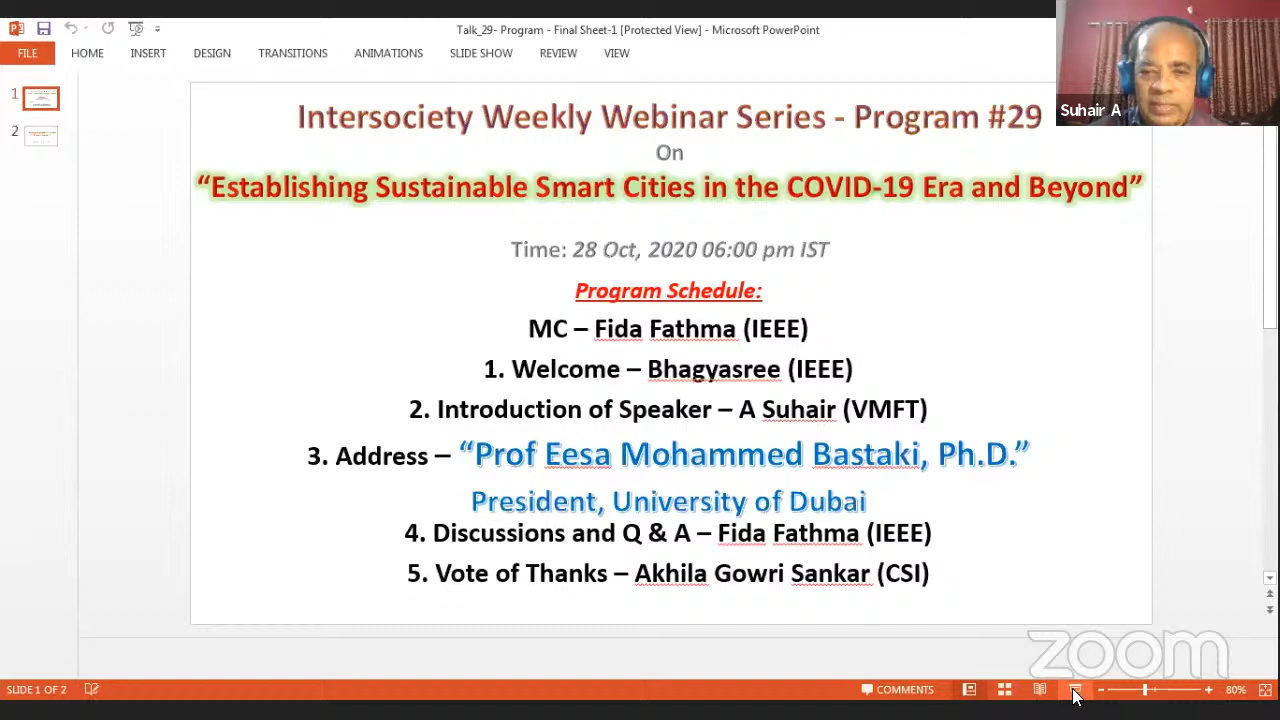 Talk_29- Program - Final Sheet-1 [Protected View] - Microsoft PowerPoint
FILE HOME INSERT DESIGN TRANSITIONS ANIMATIONS SLIDE SHOW REVIEW VIEW
Suhair A
1
2
Intersociety Weekly Webinar Series - Program #29
On
“Establishing Sustainable Smart Cities in the COVID-19 Era and Beyond”
Time: 28 Oct, 2020 06:00 pm IST
Program Schedule:
MC – Fida Fathma (IEEE)
1. Welcome – Bhagyasree (IEEE)
2. Introduction of Speaker – A Suhair (VMFT)
3. Address – “Prof Eesa Mohammed Bastaki, Ph.D.”
President, University of Dubai
4. Discussions and Q & A – Fida Fathma (IEEE)
5. Vote of Thanks – Akhila Gowri Sankar (CSI)
zoom
SLIDE 1 OF 2 COMMENTS 80%